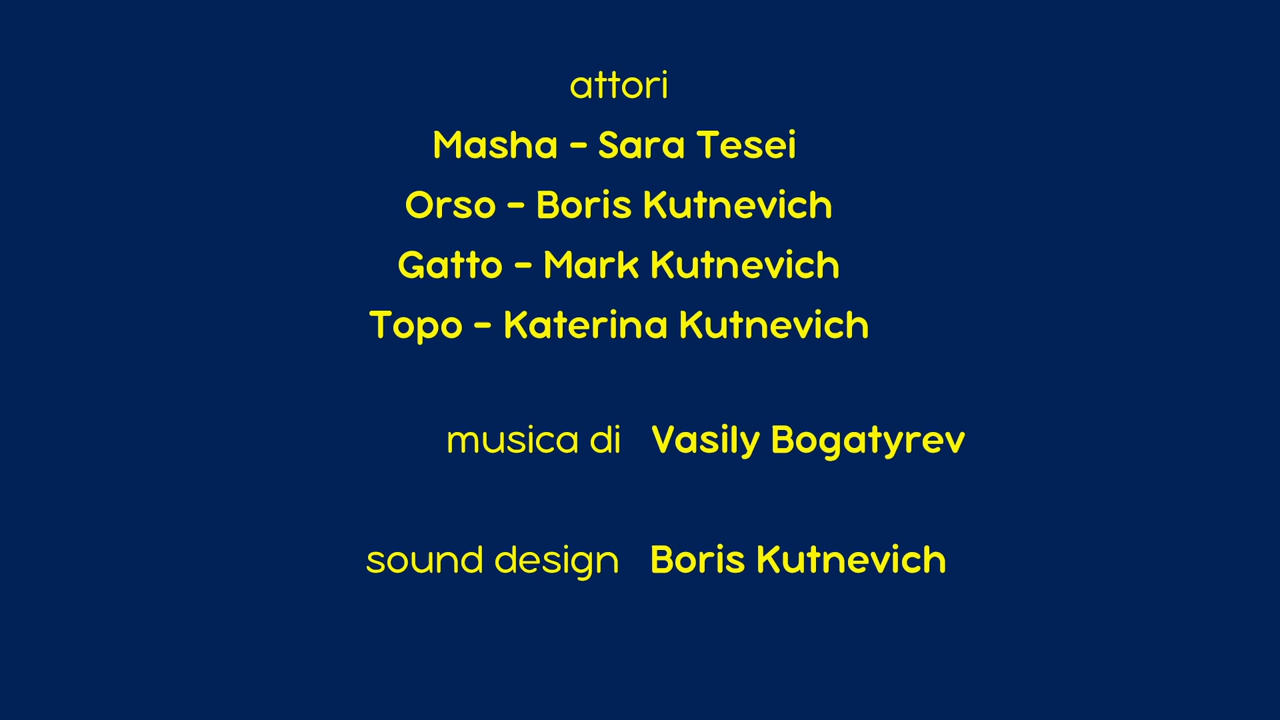 attori
Masha - Sara Tesei
Orso - Boris Kutnevich
Gatto - Mark Kutnevich
Topo - Katerina Kutnevich
musica di Vasily Bogatyrev
sound design Boris Kutnevich